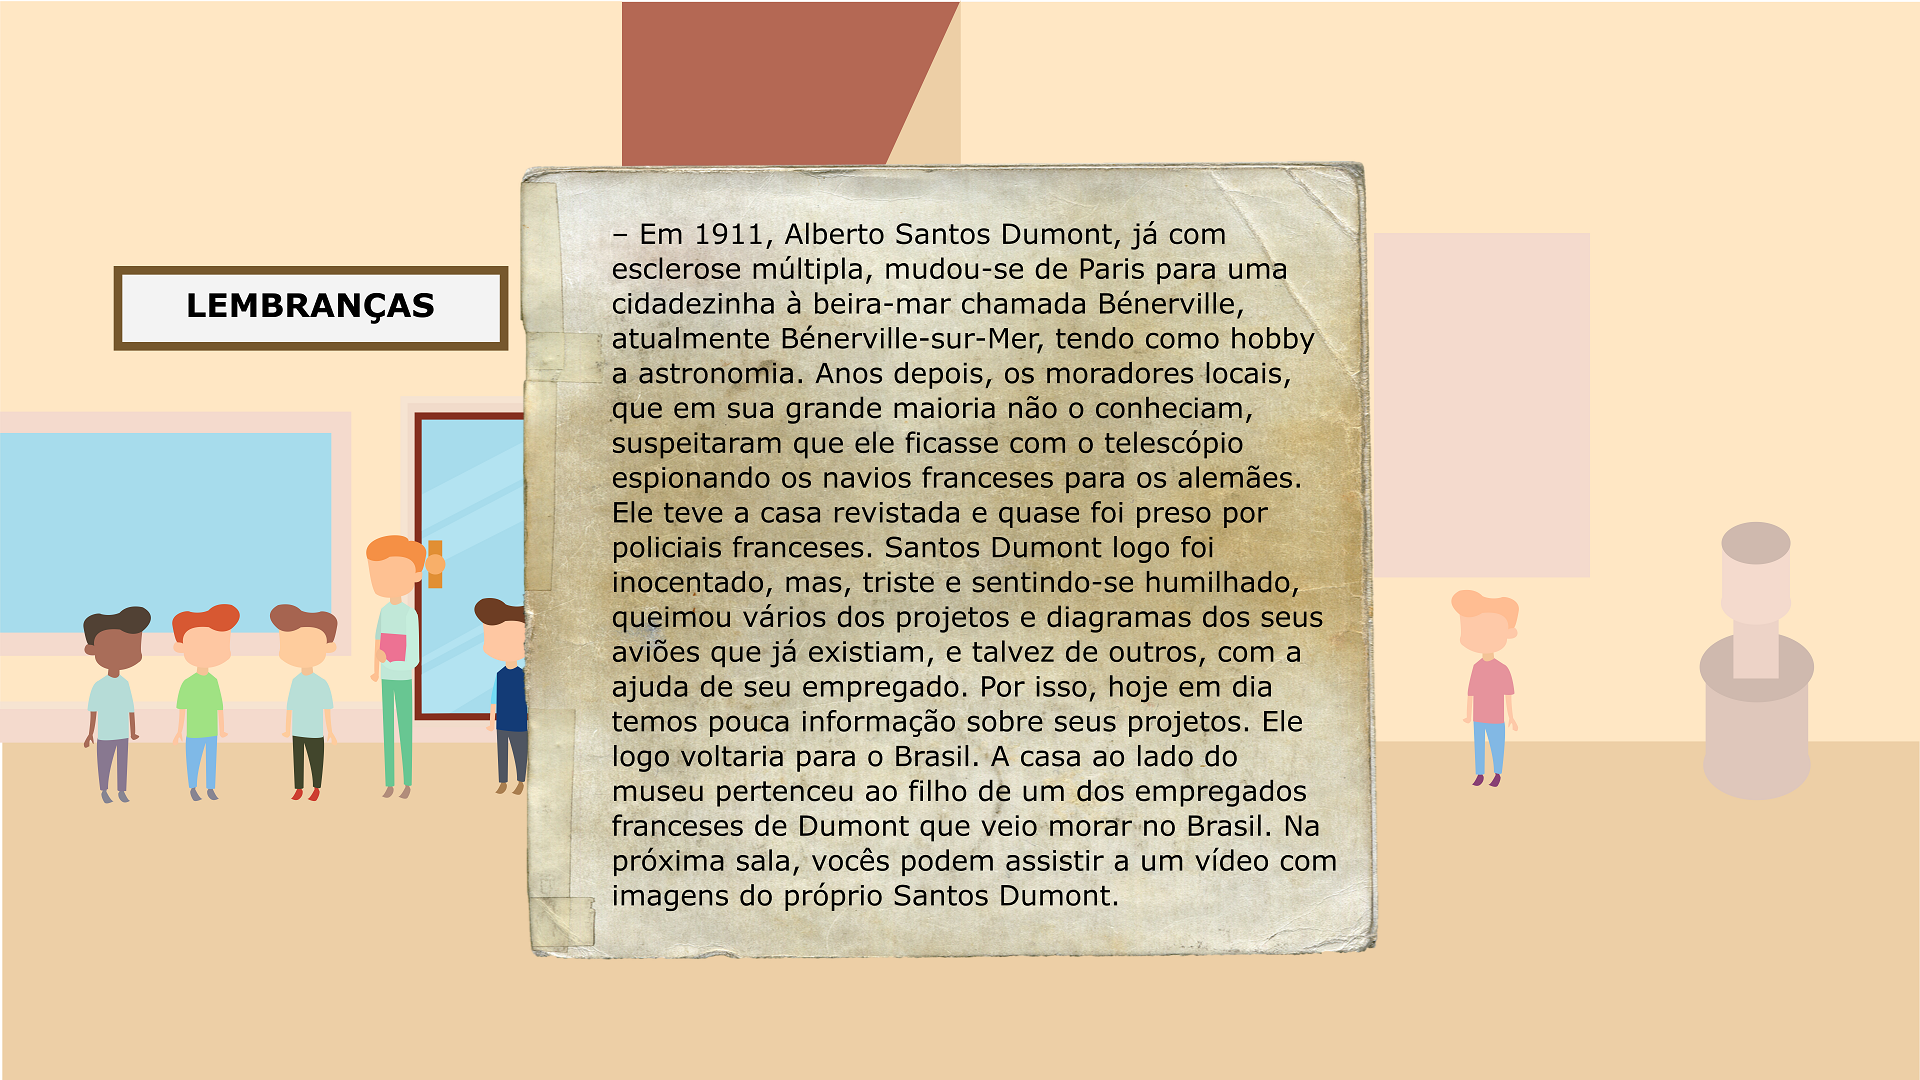 LEMBRANÇAS
– Em 1911, Alberto Santos Dumont, já com
esclerose múltipla, mudou-se de Paris para uma
cidadezinha à beira-mar chamada Bénerville,
atualmente Bénerville-sur-Mer, tendo como hobby
a astronomia. Anos depois, os moradores locais,
que em sua grande maioria não o conheciam,
suspeitaram que ele ficasse com o telescópio
espionando os navios franceses para os alemães.
Ele teve a casa revistada e quase foi preso por
policiais franceses. Santos Dumont logo foi
inocentado, mas, triste e sentindo-se humilhado,
queimou vários dos projetos e diagramas dos seus
aviões que já existiam, e talvez de outros, com a
ajuda de seu empregado. Por isso, hoje em dia
temos pouca informação sobre seus projetos. Ele
logo voltaria para o Brasil. A casa ao lado do
museu pertenceu ao filho de um dos empregados
franceses de Dumont que veio morar no Brasil. Na
próxima sala, vocês podem assistir a um vídeo com
imagens do próprio Santos Dumont.